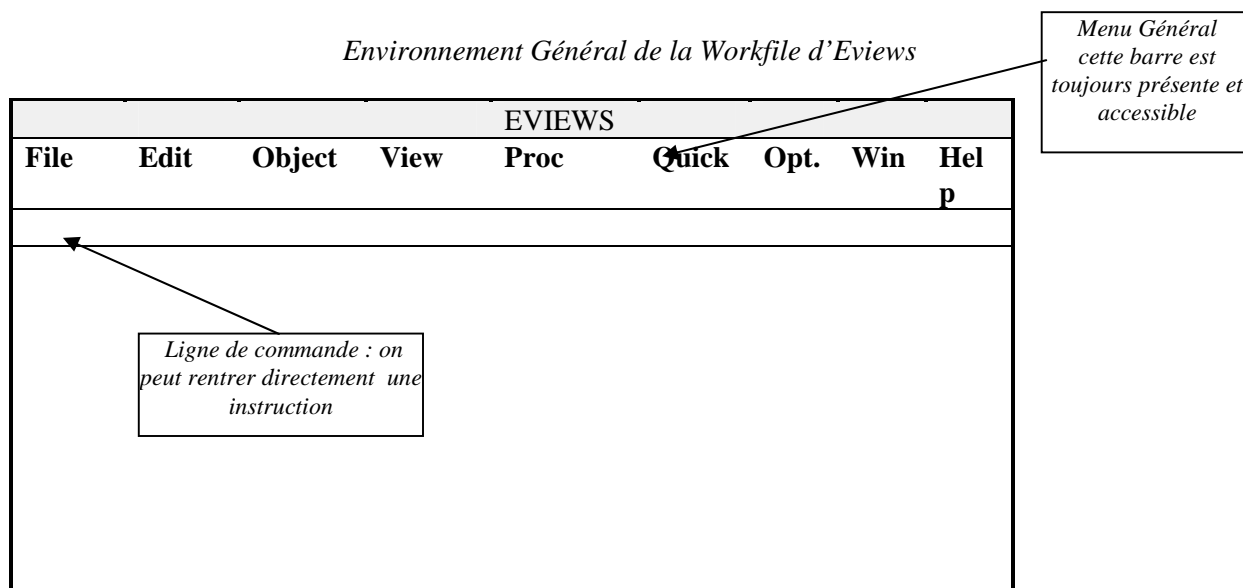 Environnement Général de la Workfile d’Eviews
Menu Général
cette barre est
toujours présente et
accessible
EVIEWS
File Edit Object View Proc Quick Opt. Win Hel
p
Ligne de commande : on
peut rentrer directement une
instruction